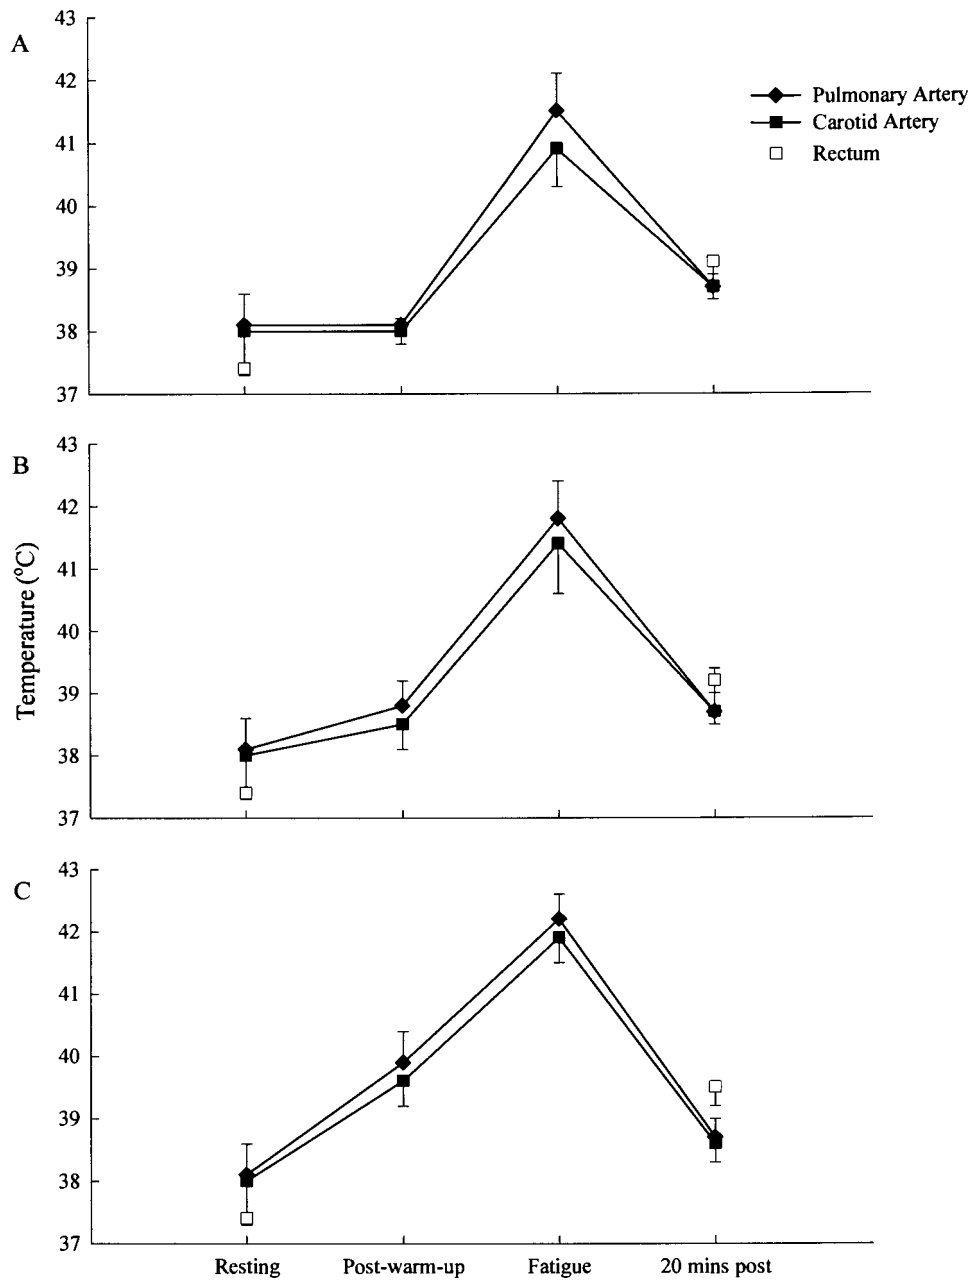 A
43
42
41
40
39
38
37
Pulmonary Artery
Carotid Artery
Rectum
B
43
42
41
40
39
38
37
Temperature (°C)
C
43
42
41
40
39
38
37
Resting Post-warm-up Fatigue 20 mins post